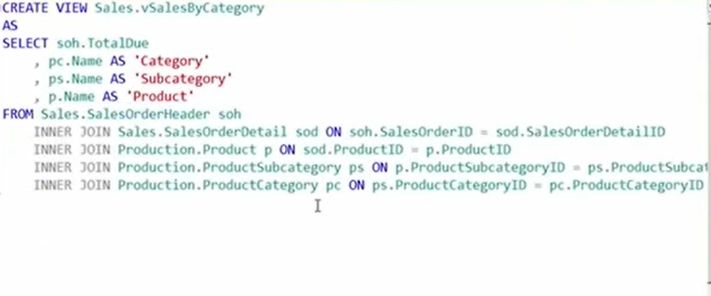 CREATE VIEW Sales.vSalesByCategory
AS
SELECT soh.TotalDue
, pc.Name AS 'Category'
, ps.Name AS 'Subcategory'
, p.Name AS 'Product'
FROM Sales.SalesOrderHeader soh
INNER JOIN Sales.SalesOrderDetail sod ON soh.SalesOrderID = sod.SalesOrderDetailID
INNER JOIN Production.Product p ON sod.ProductID = p.ProductID
INNER JOIN Production.ProductSubcategory ps ON p.ProductSubcategoryID = ps.ProductSubcat
INNER JOIN Production.ProductCategory pc ON ps.ProductCategoryID = pc.ProductCategoryID